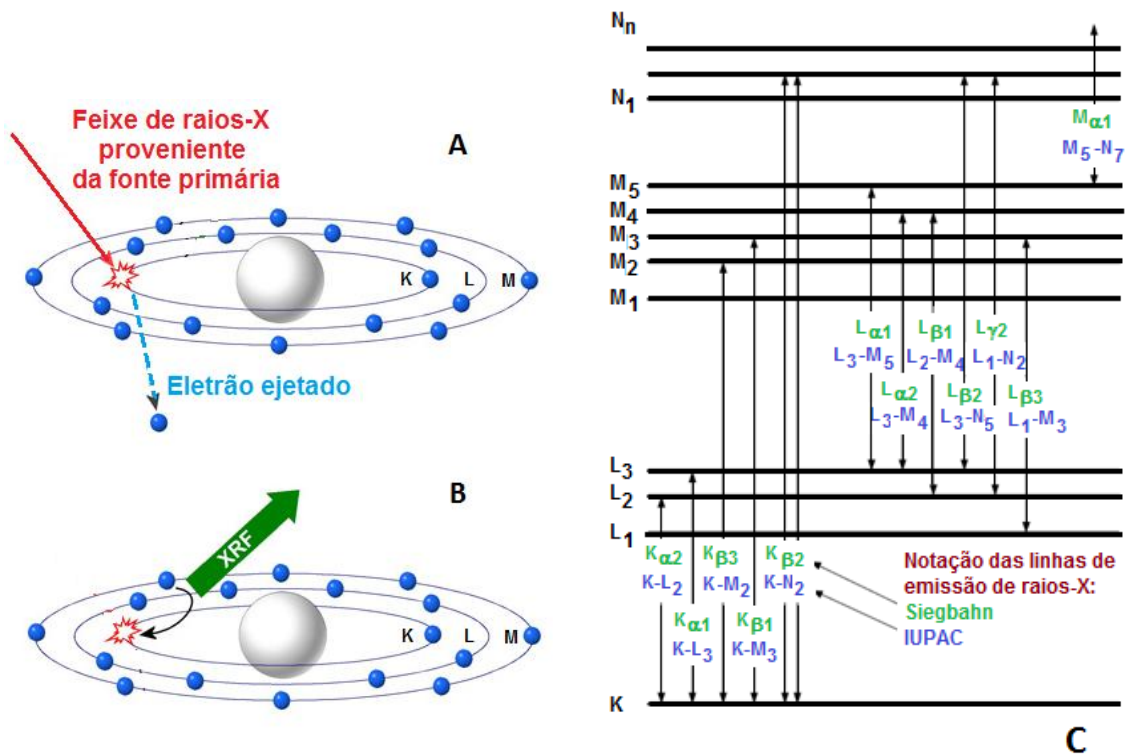 Feixe de raios-X
proveniente
da fonte primária
A
K
L
M
Eletrão ejetado
B
XRF
K
L
M
Nn
N1
M5
M4
M3
M2
M1
L3
L2
L1
K
Mα1
M5-N7
Lα1
L3-M5
Lβ1
L2-M4
Lγ2
L1-N2
Lα2
L3-M4
Lβ2
L3-N5
Lβ3
L1-M3
Kα2
K-L2
Kβ3
K-M2
Kβ2
K-N2
Kα1
K-L3
Kβ1
K-M3
Notação das linhas de
emissão de raios-X:
Siegbahn
IUPAC
C